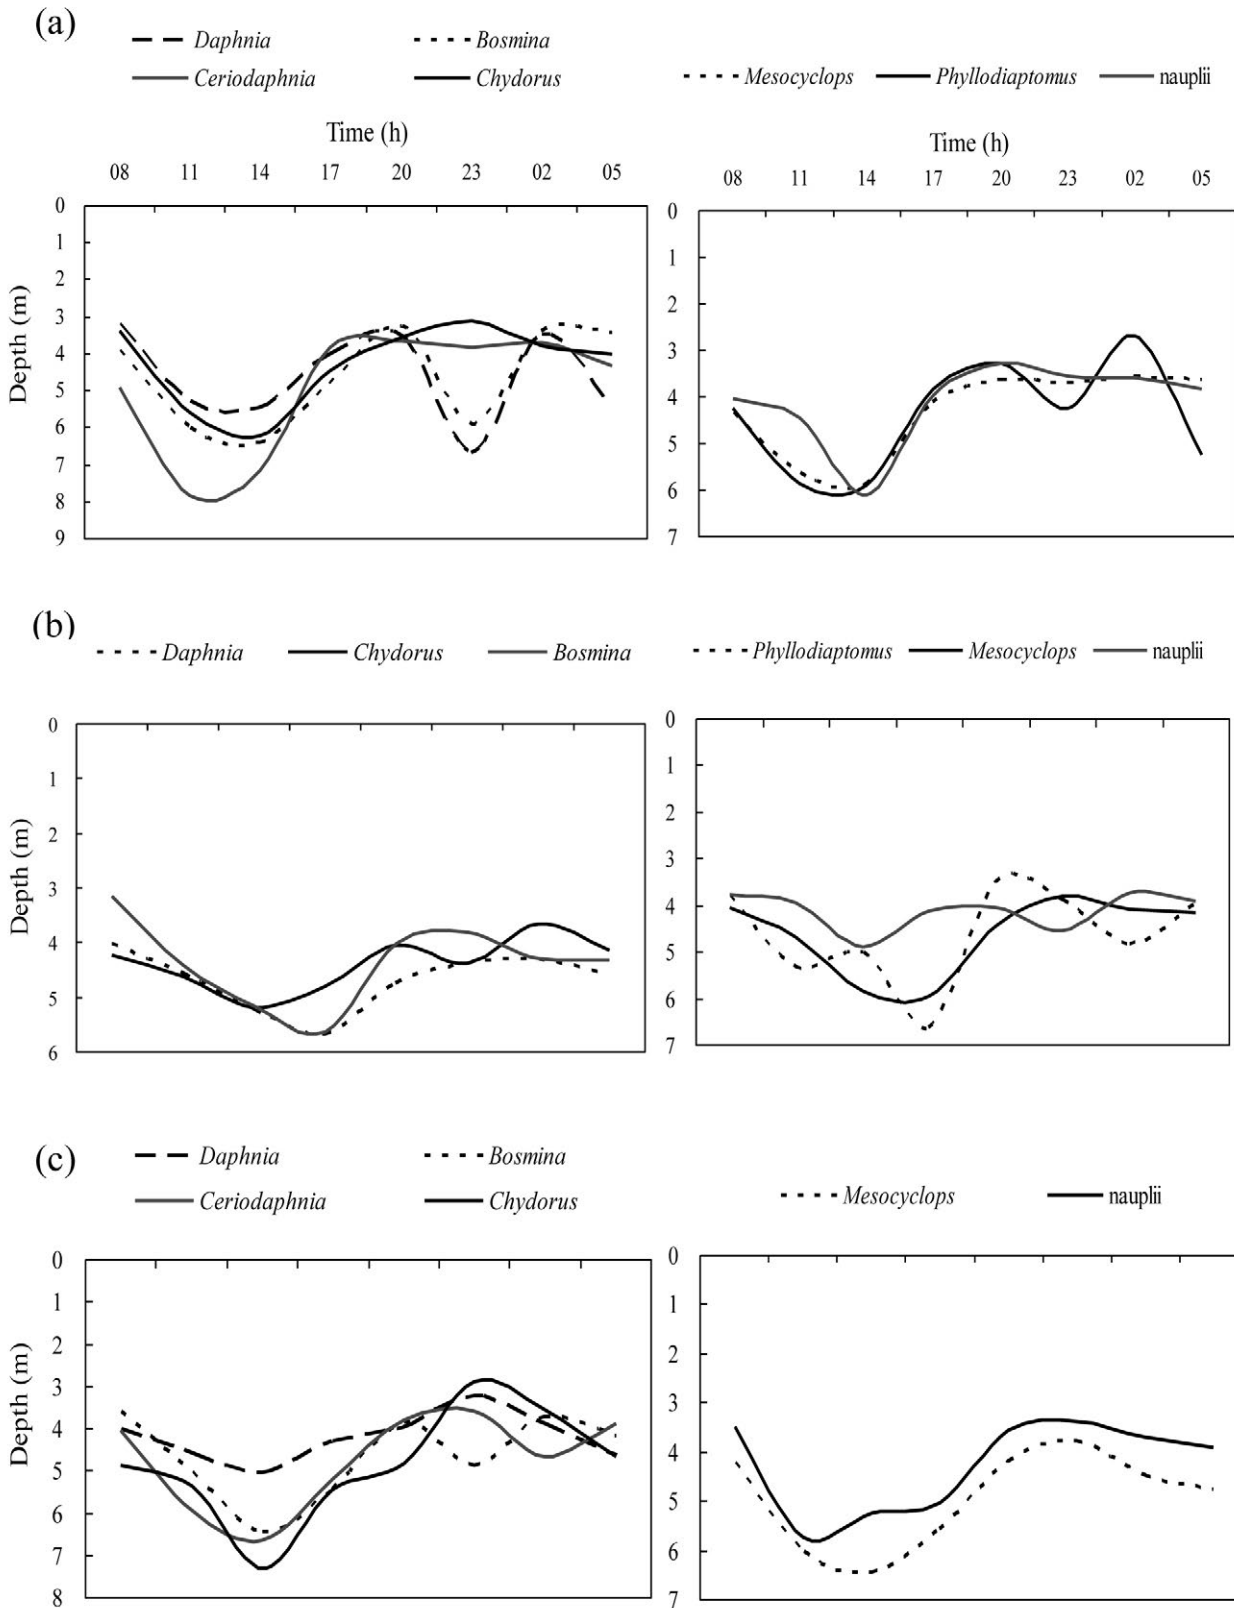 (a)
Daphnia Bosmina
Ceriodaphnia Chydorus
Mesocyclops Phyllodiaptomus nauplii
Time (h)
08 11 14 17 20 23 02 05
Depth (m)
0
1
2
3
4
5
6
7
8
9
Time (h)
08 11 14 17 20 23 02 05
0
1
2
3
4
5
6
7
(b)
Daphnia Chydorus Bosmina
Phyllodiaptomus Mesocyclops nauplii
Depth (m)
0
1
2
3
4
5
6
0
1
2
3
4
5
6
7
(c)
Daphnia Bosmina
Ceriodaphnia Chydorus
Mesocyclops nauplii
Depth (m)
0
1
2
3
4
5
6
7
8
0
1
2
3
4
5
6
7